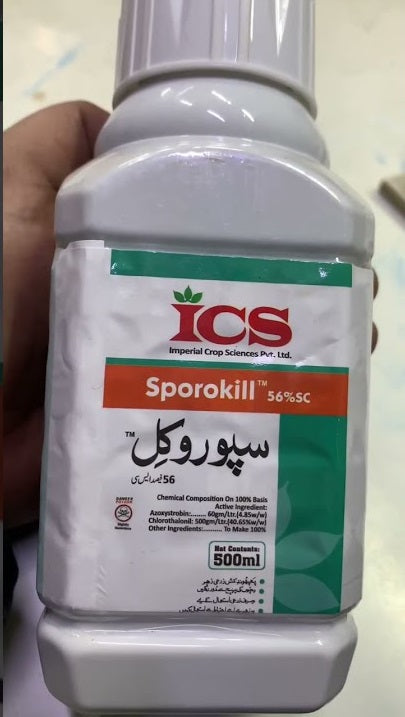 ICS
Imperial Crop Sciences Pvt. Ltd.
Sporokill™ 56%SC
سپوروکِل™
56 فیصد ایس سی
Chemical Composition On 100% Basis
Active Ingredient:
Azoxystrobin:........ 60gm/Ltr.(4.85w/w)
Chlorothalonil: 500gm/Ltr.(40.65%w/w)
Other Ingredients:.......... To Make 100%
DANGER
Net Contents:
500ml